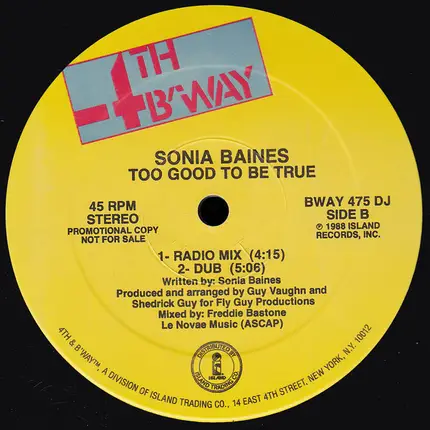 4TH
B'WAY
SONIA BAINES
TOO GOOD TO BE TRUE
45 RPM
STEREO
PROMOTIONAL COPY
NOT FOR SALE
BWAY 475 DJ
SIDE B
℗ 1988 ISLAND
RECORDS, INC.
1- RADIO MIX (4:15)
2- DUB (5:06)
Written by: Sonia Baines
Produced and arranged by Guy Vaughn and
Shedrick Guy for Fly Guy Productions
Mixed by: Freddie Bastone
Le Novae Music (ASCAP)
DISTRIBUTED BY
ISLAND
ISLAND TRADING CO.
4TH & B'WAY™, A DIVISION OF ISLAND TRADING CO., 14 EAST 4TH STREET, NEW YORK, N.Y. 10012